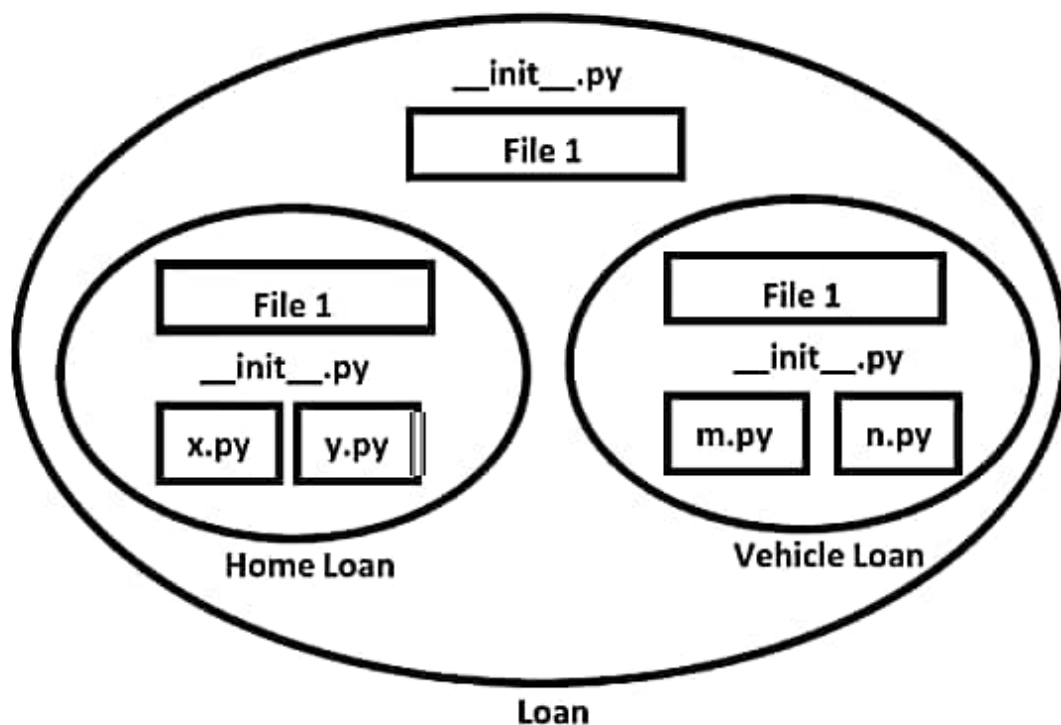 __init__.py
File 1
File 1
__init__.py
x.py y.py
Home Loan
File 1
__init__.py
m.py n.py
Vehicle Loan
Loan